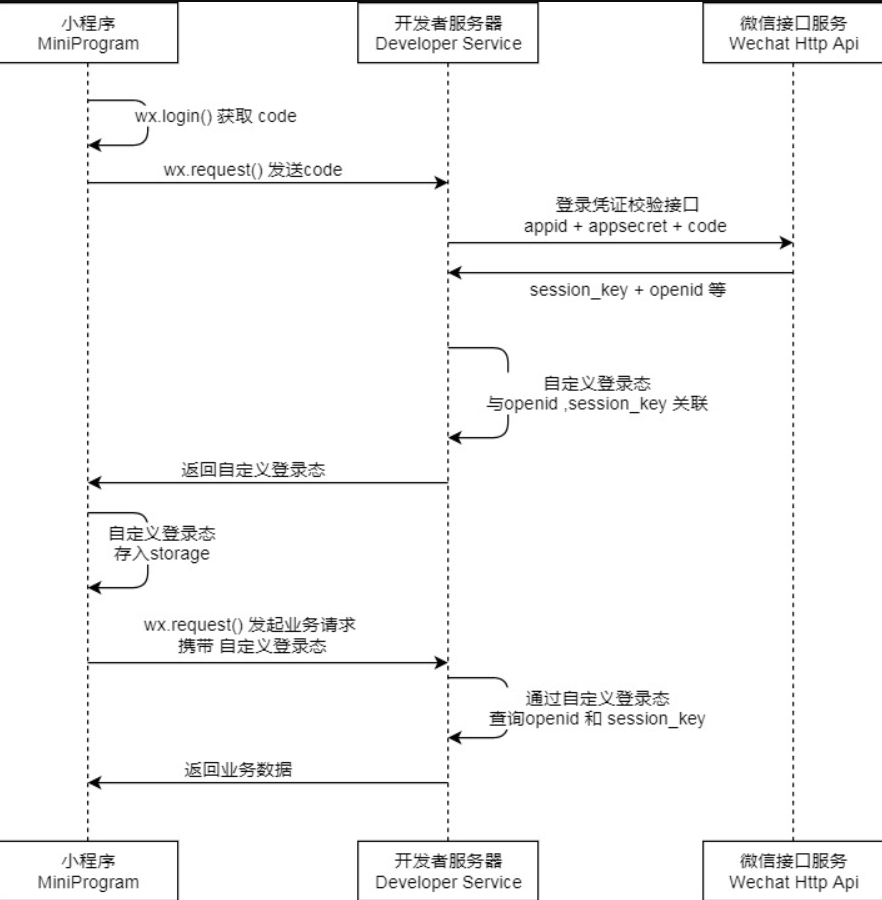 小程序
MiniProgram
开发者服务器
Developer Service
微信接口服务
Wechat Http Api
wx.login() 获取 code
wx.request() 发送code
登录凭证校验接口
appid + appsecret + code
session_key + openid 等
自定义登录态
与openid ,session_key 关联
返回自定义登录态
自定义登录态
存入storage
wx.request() 发起业务请求
携带 自定义登录态
通过自定义登录态
查询openid 和 session_key
返回业务数据
小程序
MiniProgram
开发者服务器
Developer Service
微信接口服务
Wechat Http Api